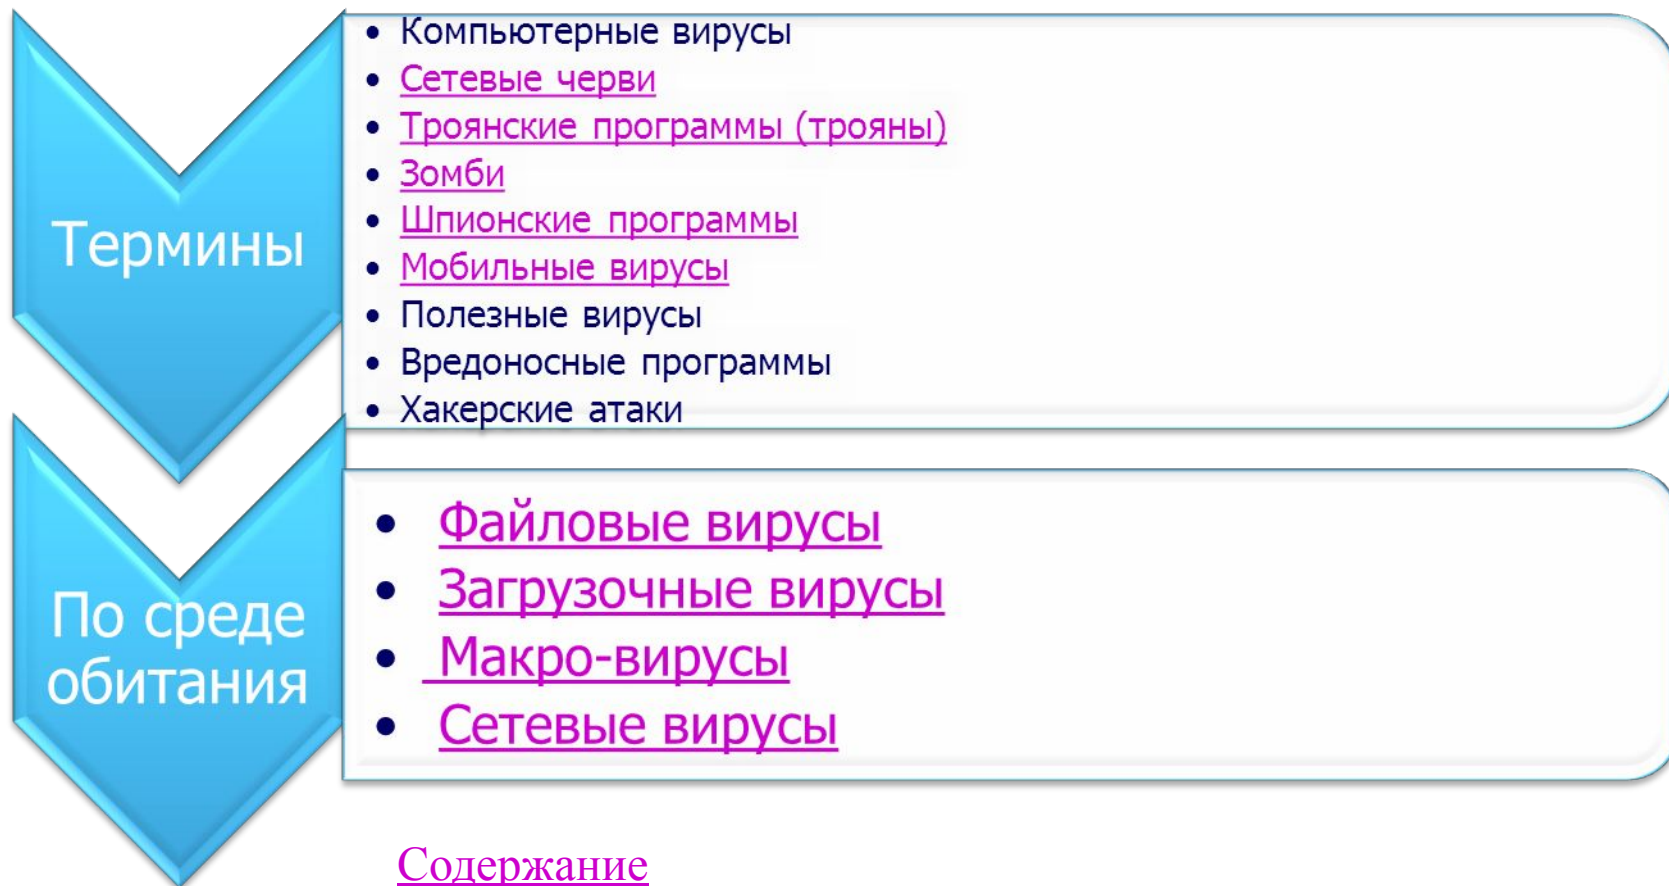 Термины
• Компьютерные вирусы
• Сетевые черви
• Троянские программы (трояны)
• Зомби
• Шпионские программы
• Мобильные вирусы
• Полезные вирусы
• Вредоносные программы
• Хакерские атаки
По среде
обитания
• Файловые вирусы
• Загрузочные вирусы
• Макро-вирусы
• Сетевые вирусы
Содержание